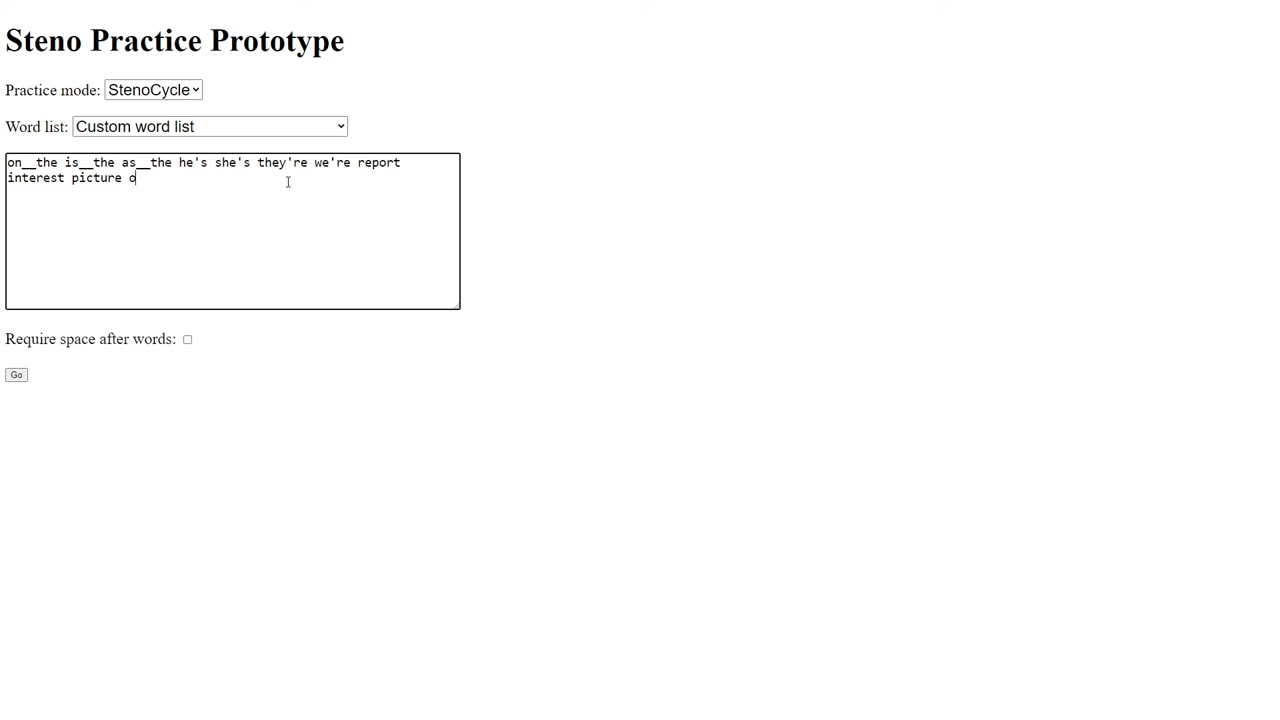 Steno Practice Prototype
Practice mode: StenoCycle
Word list: Custom word list
on__the is__the as__the he's she's they're we're report
interest picture o
Require space after words:
Go